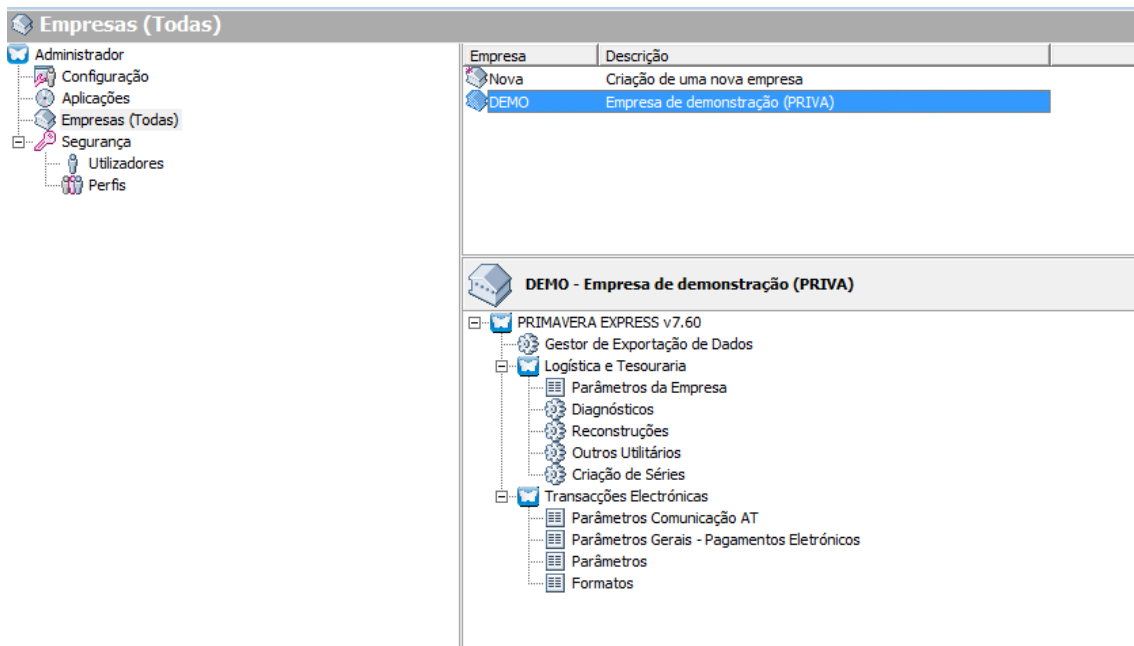 Empresas (Todas)
Administrador
Configuração
Aplicações
Empresas (Todas)
Segurança
Utilizadores
Perfis
Empresa Descrição
Nova Criação de uma nova empresa
DEMO Empresa de demonstração (PRIVA)
DEMO - Empresa de demonstração (PRIVA)
PRIMAVERA EXPRESS v7.60
Gestor de Exportação de Dados
Logística e Tesouraria
Parâmetros da Empresa
Diagnósticos
Reconstruções
Outros Utilitários
Criação de Séries
Transacções Electrónicas
Parâmetros Comunicação AT
Parâmetros Gerais - Pagamentos Eletrónicos
Parâmetros
Formatos